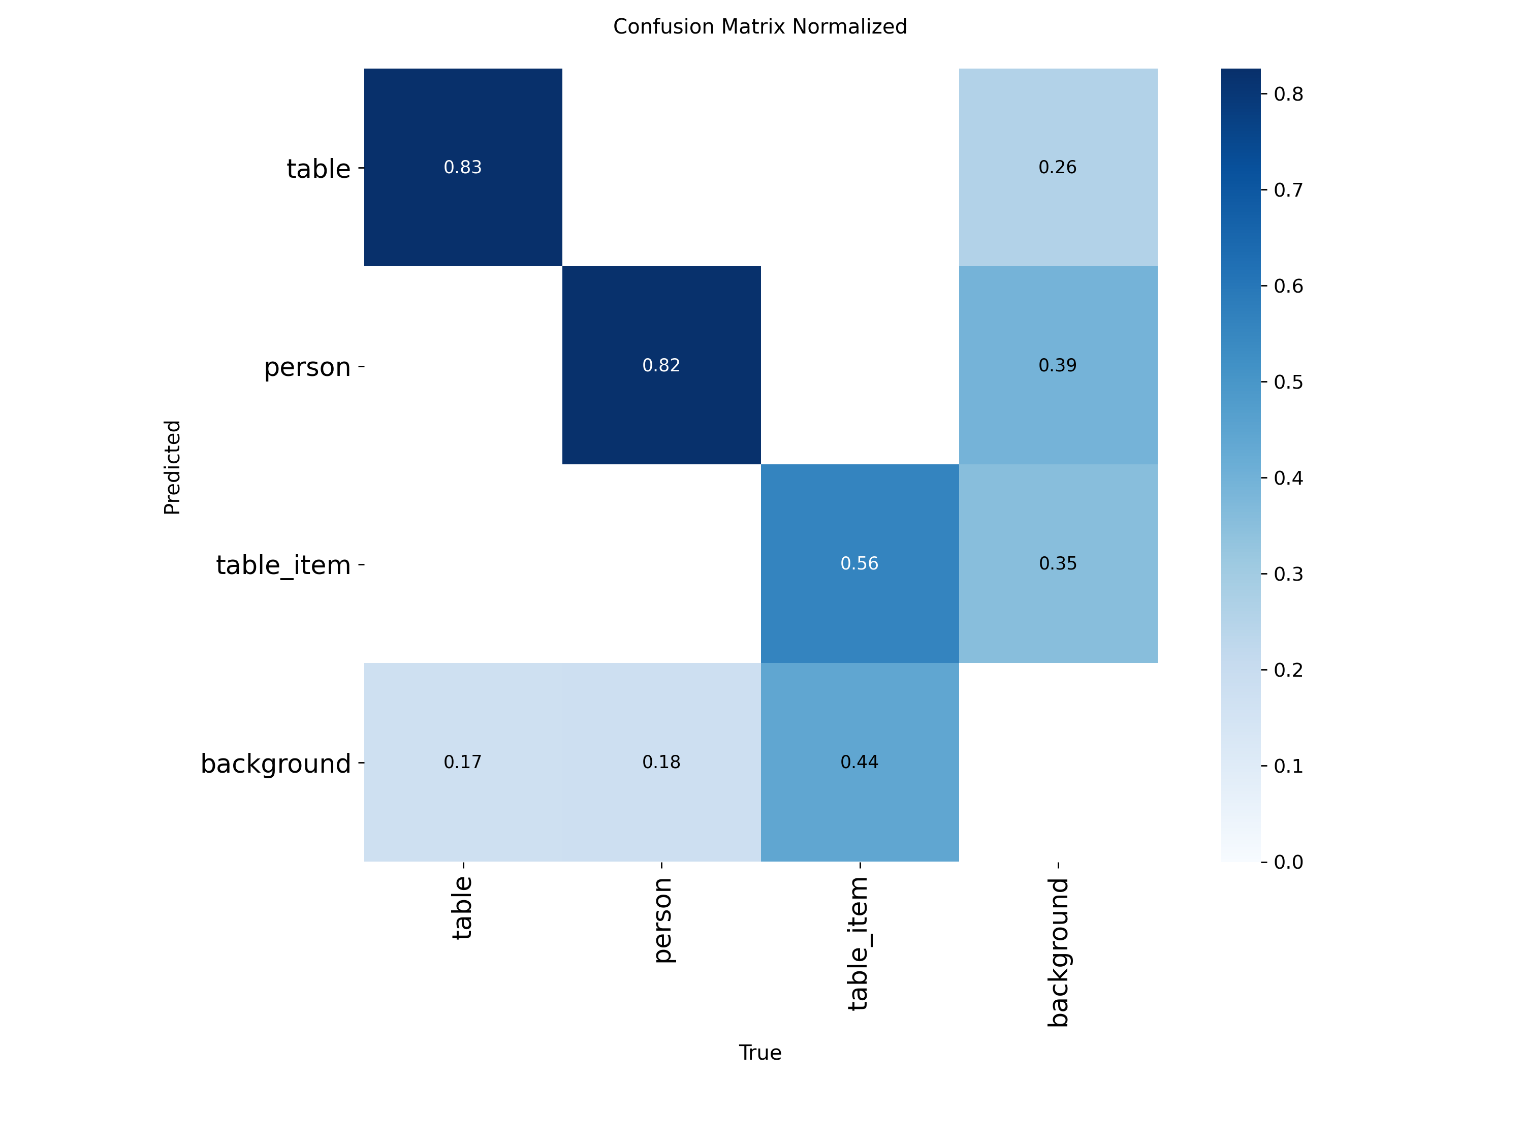 Confusion Matrix Normalized
table
0.83
0.26
person
0.82
0.39
table_item
0.56
0.35
background
0.17
0.18
0.44
Predicted
table
person
table_item
background
True
0.8
0.7
0.6
0.5
0.4
0.3
0.2
0.1
0.0